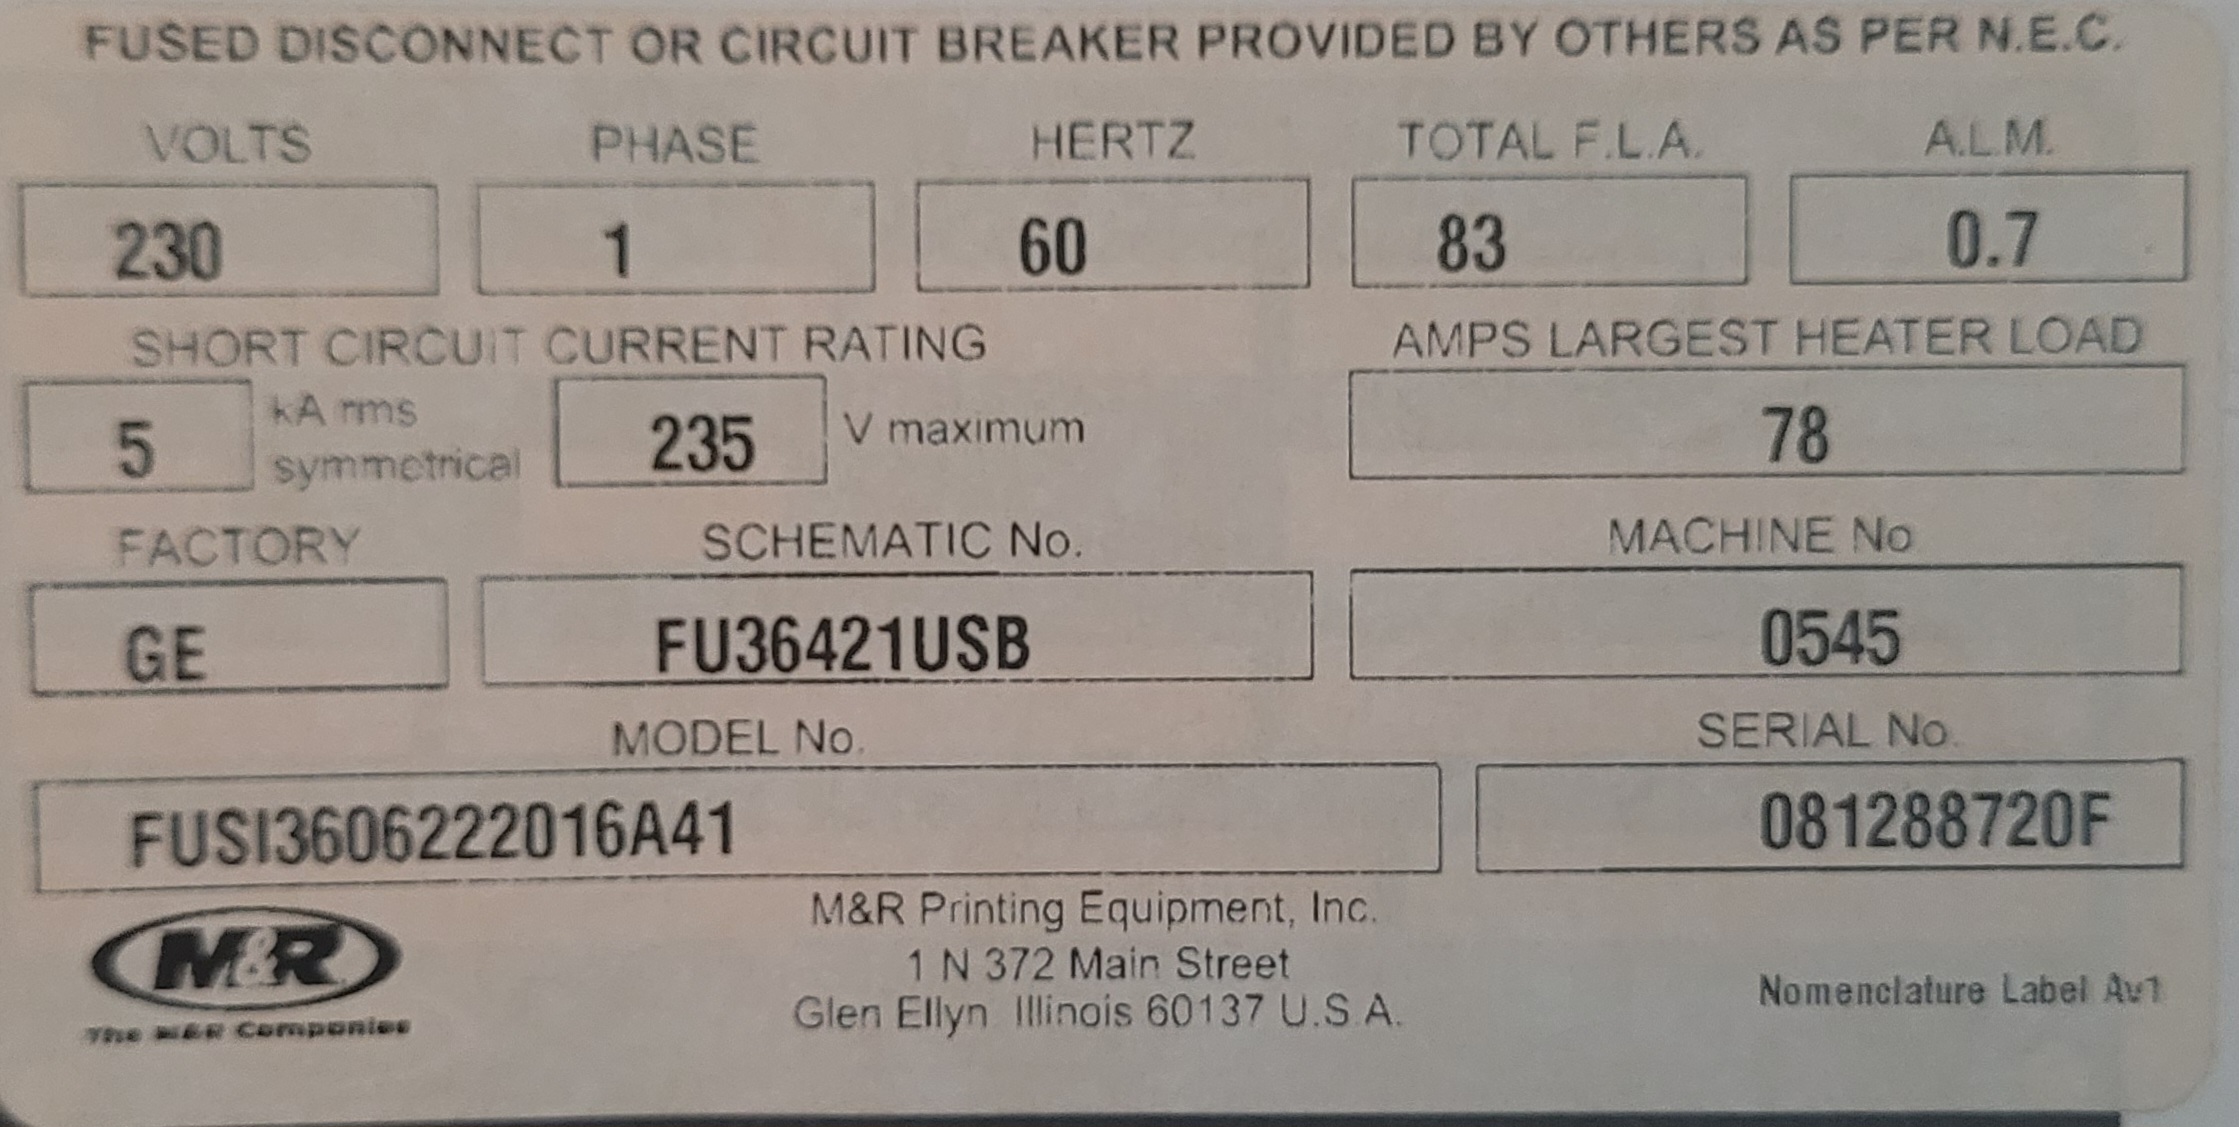 FUSED DISCONNECT OR CIRCUIT BREAKER PROVIDED BY OTHERS AS PER N.E.C.
VOLTS PHASE HERTZ TOTAL F.L.A. A.L.M.
230 1 60 83 0.7
SHORT CIRCUIT CURRENT RATING AMPS LARGEST HEATER LOAD
5 kA rms symmetrical 235 V maximum 78
FACTORY SCHEMATIC No. MACHINE No
GE FU36421USB 0545
MODEL No. SERIAL No.
FUSI3606222016A41 081288720F
M&R
The M&R Companies
M&R Printing Equipment, Inc.
1 N 372 Main Street
Glen Ellyn Illinois 60137 U.S.A.
Nomenclature Label Av1